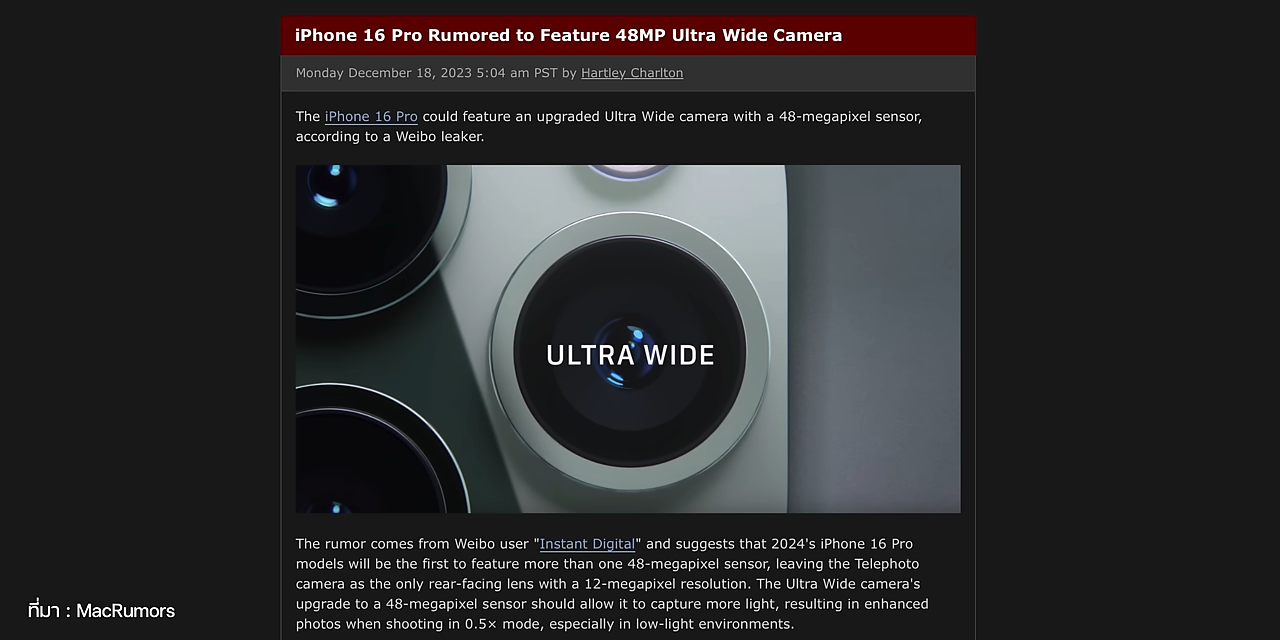 iPhone 16 Pro Rumored to Feature 48MP Ultra Wide Camera
Monday December 18, 2023 5:04 am PST by Hartley Charlton
The iPhone 16 Pro could feature an upgraded Ultra Wide camera with a 48-megapixel sensor,
according to a Weibo leaker.
ULTRA WIDE
The rumor comes from Weibo user "Instant Digital" and suggests that 2024's iPhone 16 Pro
models will be the first to feature more than one 48-megapixel sensor, leaving the Telephoto
camera as the only rear-facing lens with a 12-megapixel resolution. The Ultra Wide camera's
upgrade to a 48-megapixel sensor should allow it to capture more light, resulting in enhanced
photos when shooting in 0.5× mode, especially in low-light environments.
ที่มา : MacRumors